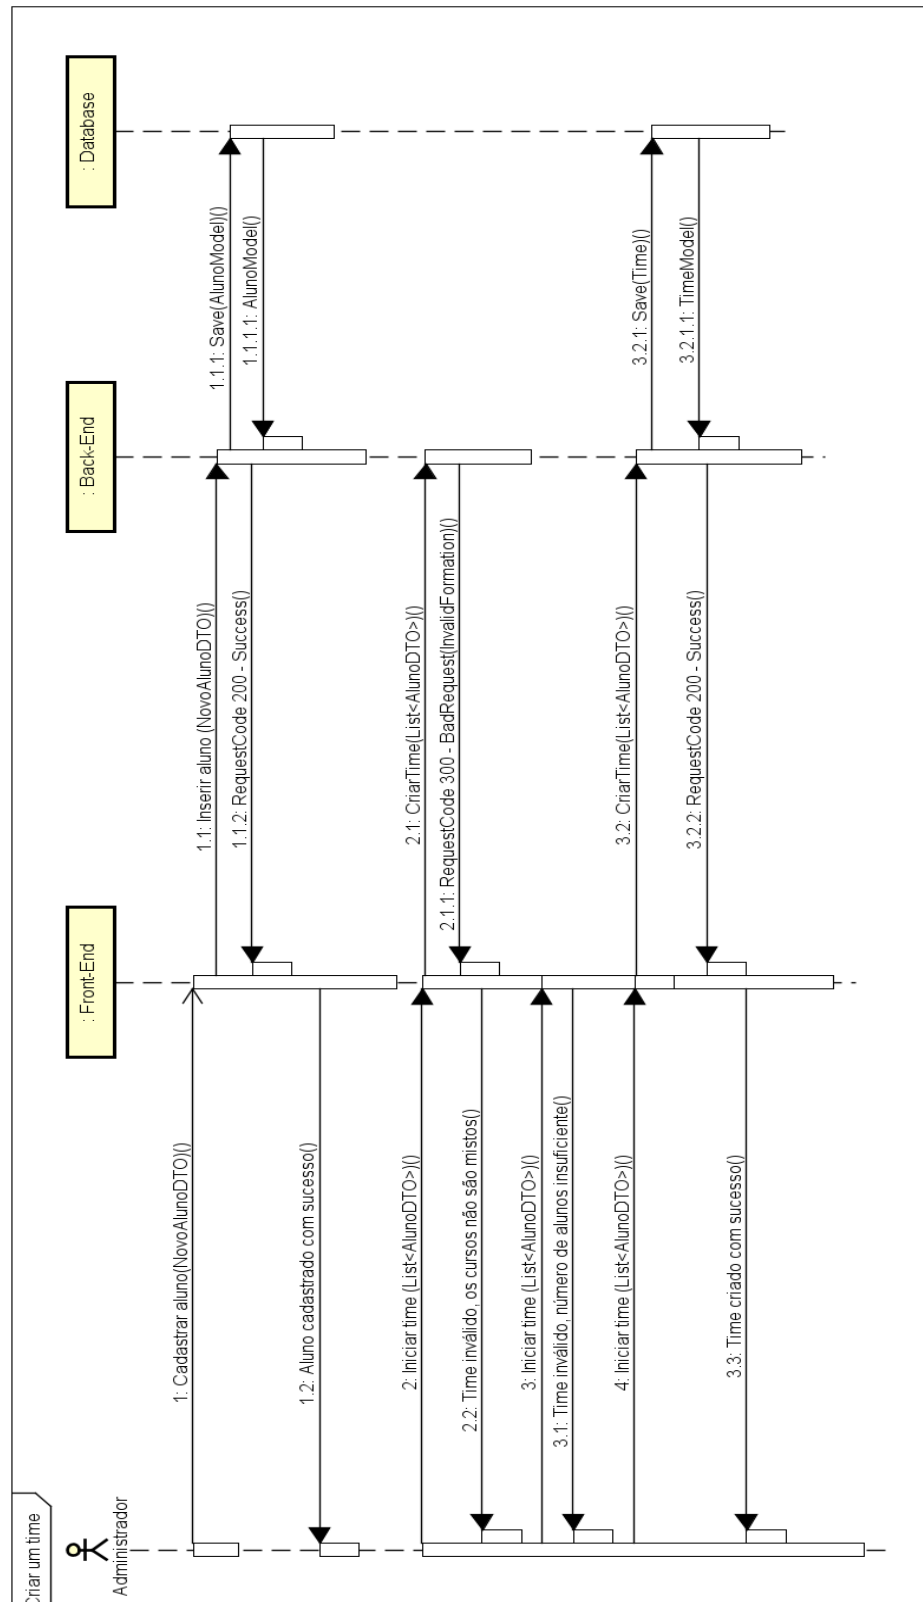 Criar um time
Administrador
: Front-End
: Back-End
: Database
1: Cadastrar aluno(NovoAlunoDTO)()
1.1: Inserir aluno (NovoAlunoDTO)()
1.1.1: Save(AlunoModel)()
1.1.1.1: AlunoModel()
1.1.2: RequestCode 200 - Success()
1.2: Aluno cadastrado com sucesso()
2: Iniciar time (List<AlunoDTO>)()
2.1: CriarTime(List<AlunoDTO>)()
2.1.1: RequestCode 300 - BadRequest(InvalidFormation)()
2.2: Time inválido, os cursos não são mistos()
3: Iniciar time (List<AlunoDTO>)()
3.1: Time inválido, número de alunos insuficiente()
4: Iniciar time (List<AlunoDTO>)()
3.2: CriarTime(List<AlunoDTO>)()
3.2.1: Save(Time)()
3.2.1.1: TimeModel()
3.2.2: RequestCode 200 - Success()
3.3: Time criado com sucesso()